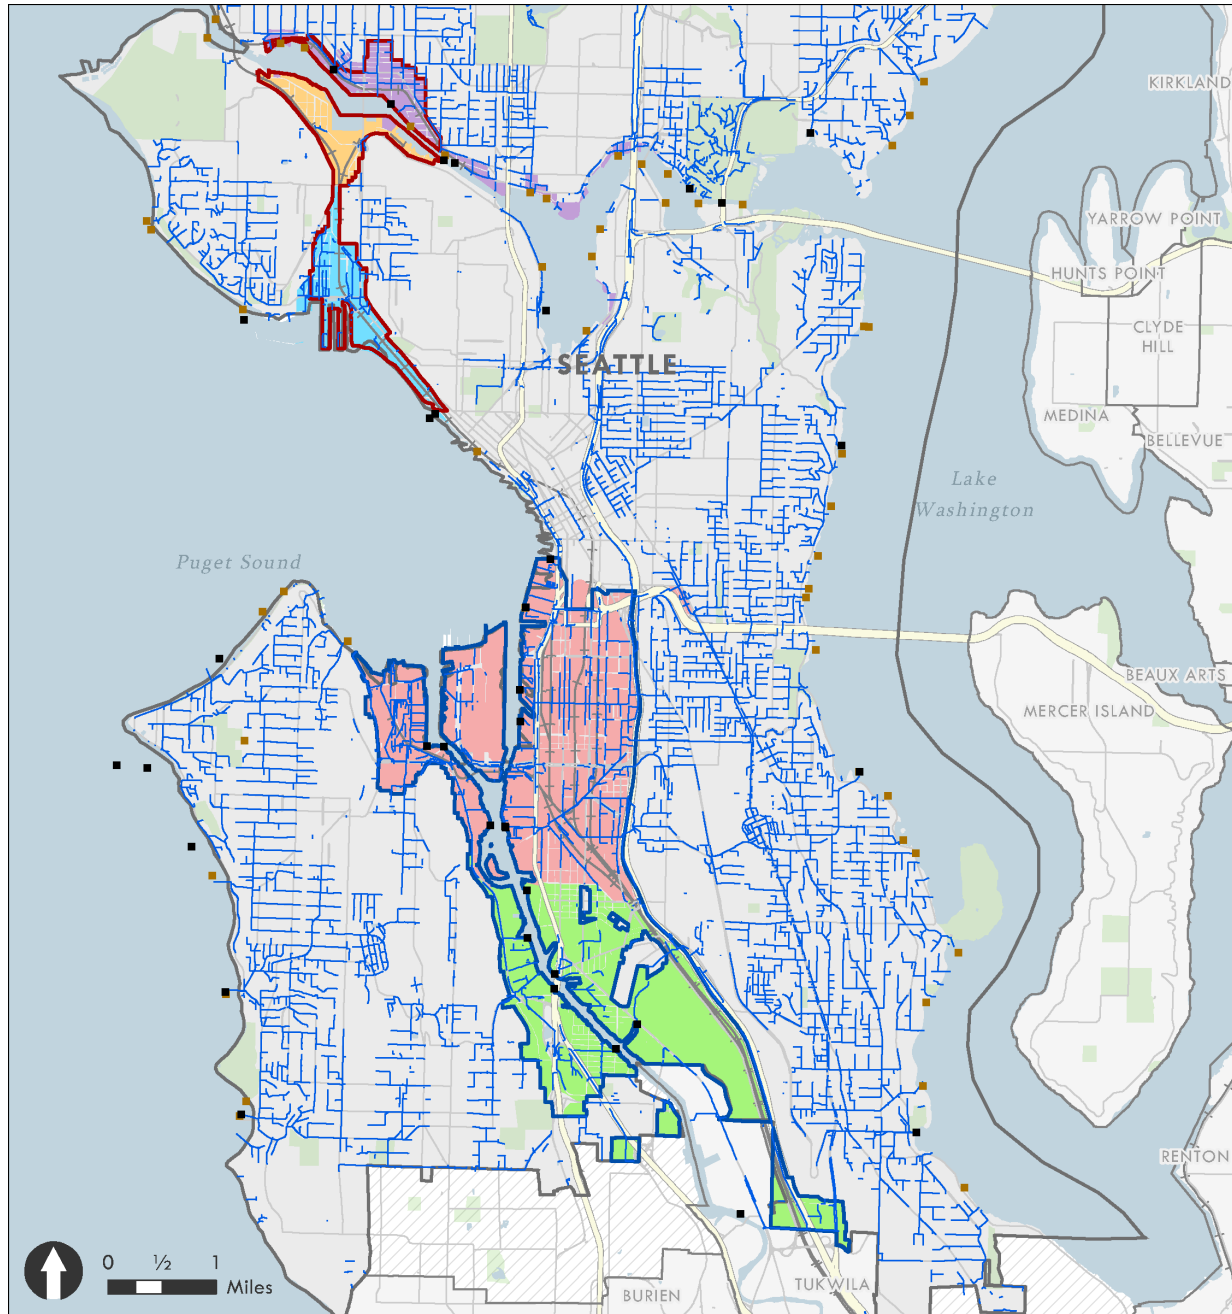 KIRKLAND
YARROW POINT
HUNTS POINT
CLYDE
HILL
SEATTLE
MEDINA
BELLEVUE
Lake
Washington
Puget Sound
BEAUX ARTS
MERCER ISLAND
RENTON
0 ½ 1
Miles
TUKWILA
BURIEN